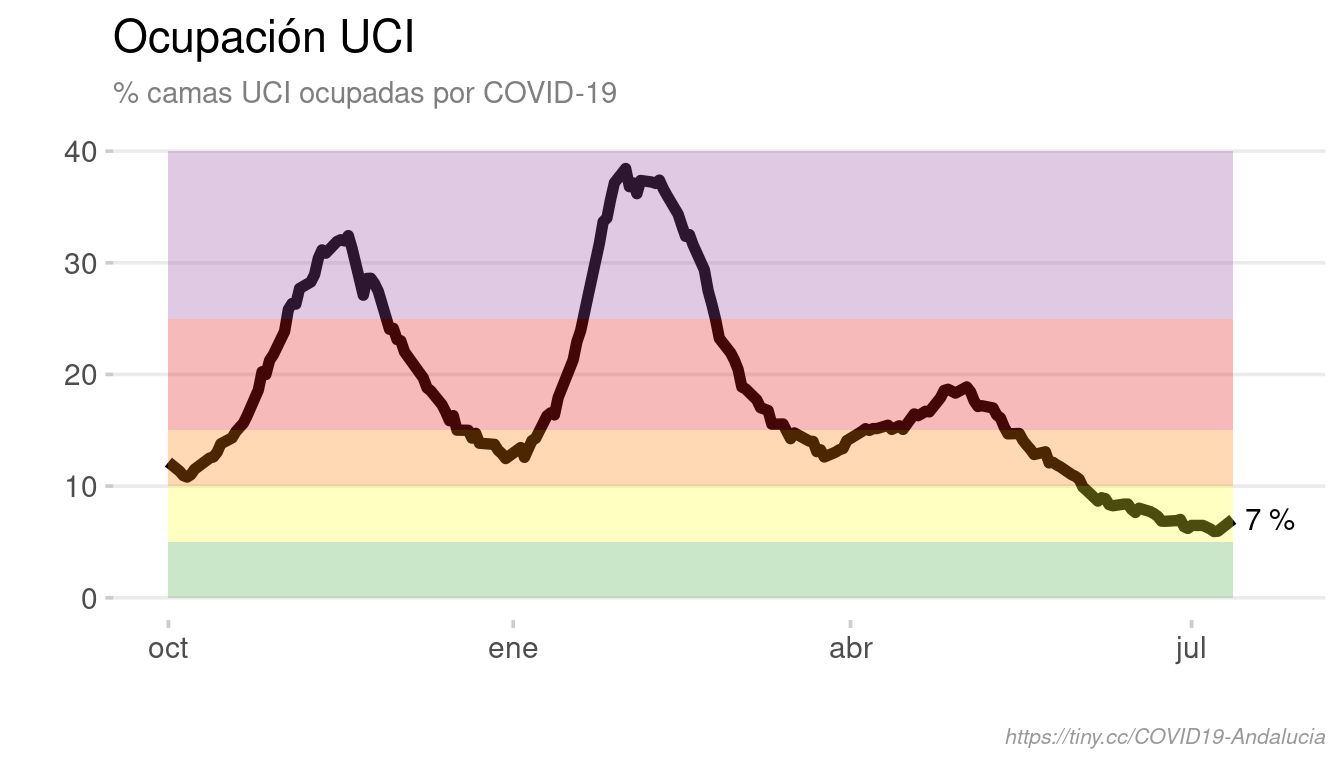 Ocupación UCI
% camas UCI ocupadas por COVID-19
40
30
20
10
0
7 %
oct ene abr jul
https://tiny.cc/COVID19-Andalucia